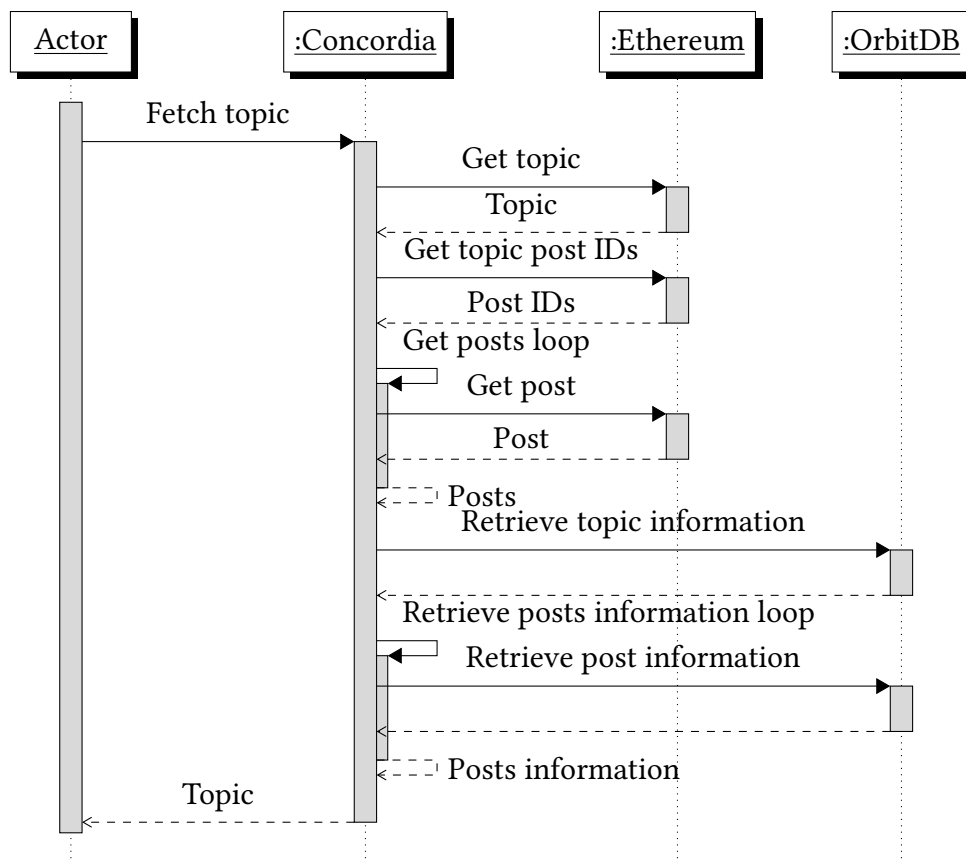 Actor
:Concordia
:Ethereum
:OrbitDB
Fetch topic
Get topic
Topic
Get topic post IDs
Post IDs
Get posts loop
Get post
Post
Posts
Retrieve topic information
Retrieve posts information loop
Retrieve post information
Posts information
Topic